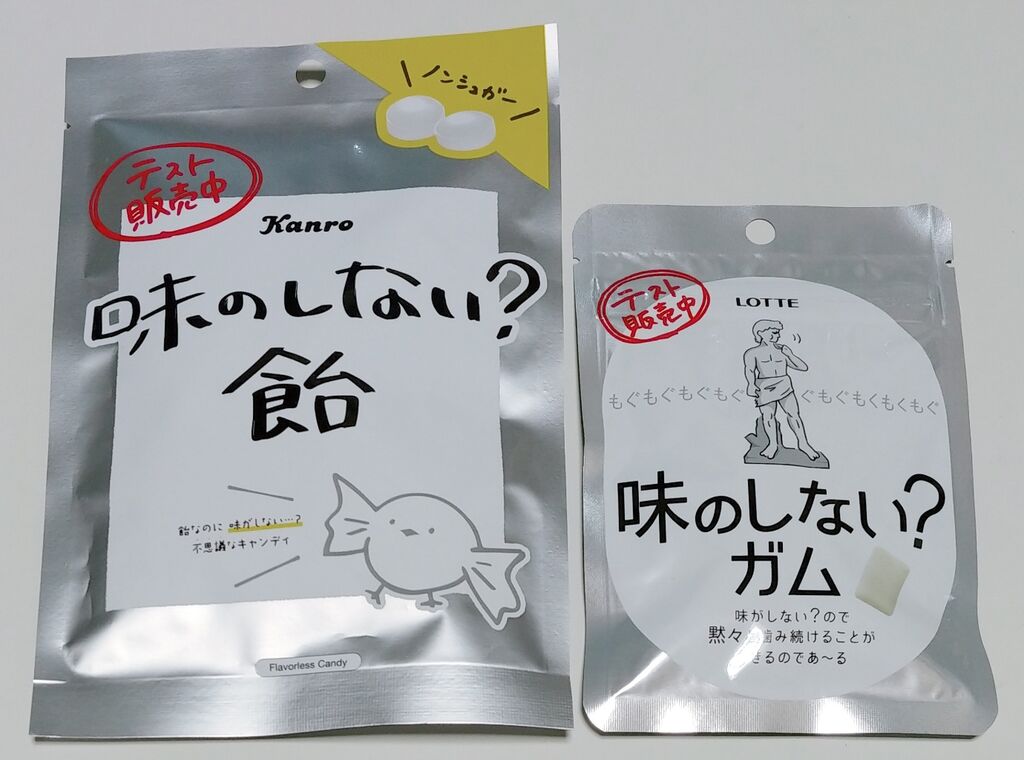 ノンシュガー
テスト
販売中
Kanro
味のしない?
飴
飴なのに 味がしない…?
不思議なキャンディ
Flavorless Candy
テスト
販売中
LOTTE
もぐもぐもぐもぐ ぐもぐもぐもぐもぐ
味のしない?
ガム
味がしない?ので
黙々 歯み続けることが
きるのであ〜る